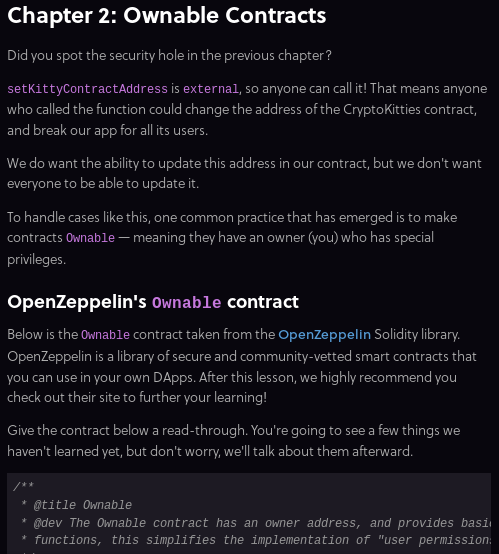 Chapter 2: Ownable Contracts
Did you spot the security hole in the previous chapter?
setKittyContractAddress is external, so anyone can call it! That means anyone
who called the function could change the address of the CryptoKitties contract,
and break our app for all its users.
We do want the ability to update this address in our contract, but we don't want
everyone to be able to update it.
To handle cases like this, one common practice that has emerged is to make
contracts Ownable — meaning they have an owner (you) who has special
privileges.
OpenZeppelin's Ownable contract
Below is the Ownable contract taken from the OpenZeppelin Solidity library.
OpenZeppelin is a library of secure and community-vetted smart contracts that
you can use in your own DApps. After this lesson, we highly recommend you
check out their site to further your learning!
Give the contract below a read-through. You're going to see a few things we
haven't learned yet, but don't worry, we'll talk about them afterward.
/**
* @title Ownable
* @dev The Ownable contract has an owner address, and provides basi
* functions, this simplifies the implementation of "user permission